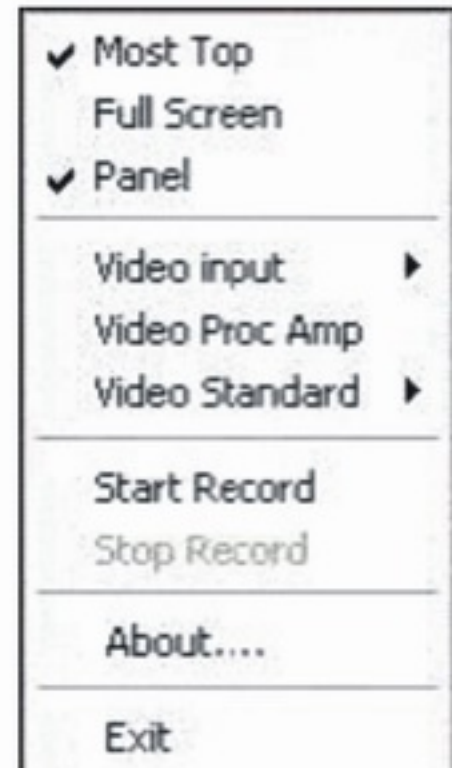 Most Top
Full Screen
Panel
Video input
Video Proc Amp
Video Standard
Start Record
Stop Record
About....
Exit